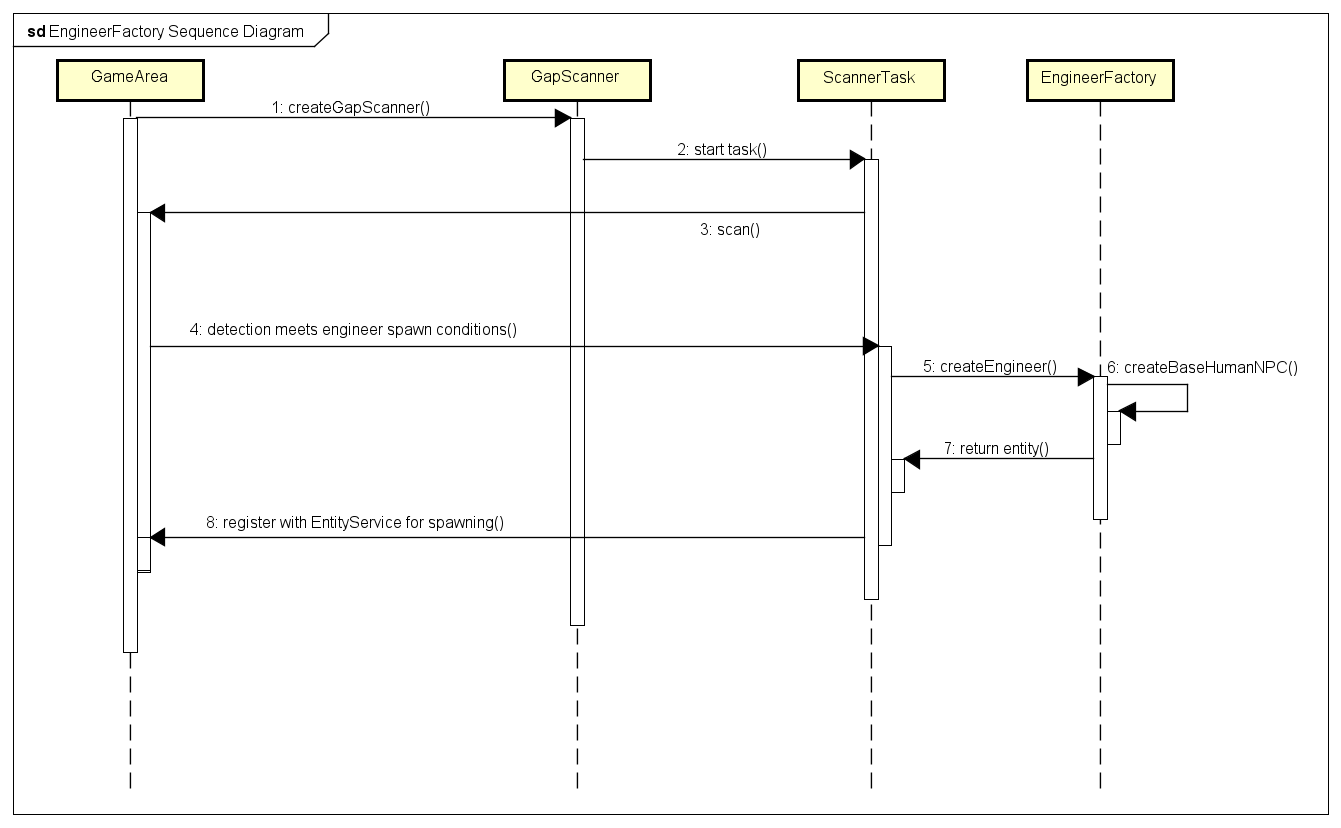 sd EngineerFactory Sequence Diagram
GameArea
GapScanner
ScannerTask
EngineerFactory
1: createGapScanner()
2: start task()
3: scan()
4: detection meets engineer spawn conditions()
5: createEngineer()
6: createBaseHumanNPC()
7: return entity()
8: register with EntityService for spawning()